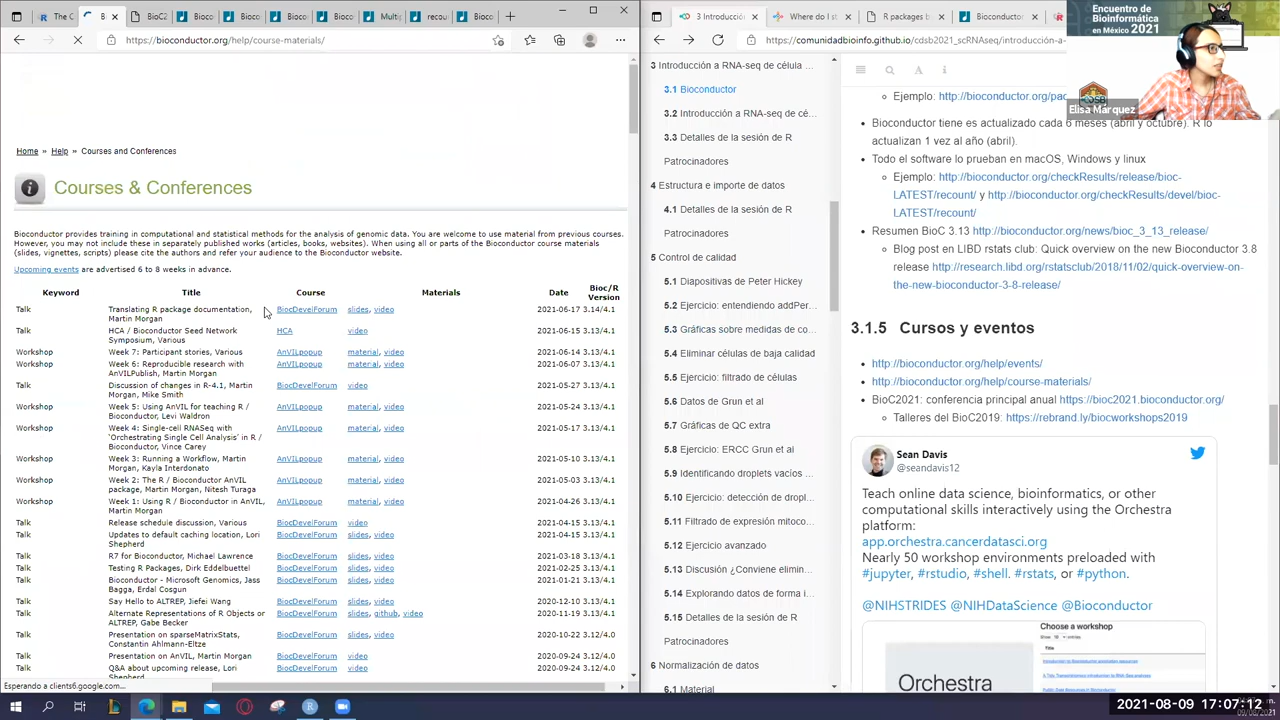 Bi
BioC2
Bioco
Bioco
Multi
recou
Bioco
3 Introducció
Where do I st
R packages b
Bioconductor
https://bioconductor.org/help/course-materials/
https://comunidadbioinfo.github.io/cdsb2021_scRNAseq/introducción-a-
Encuentro de
Bioinformática
en México 2021
CDSB
Elisa Márquez
Home » Help » Courses and Conferences
Courses & Conferences
Bioconductor provides training in computational and statistical methods for the analysis of genomic data. You are welcome to use material from previous courses.
However, you may not include these in separately published works (articles, books, websites). When using all or parts of the Bioconductor course materials
(slides, vignettes, scripts) please cite the authors and refer your audience to the Bioconductor website.
Upcoming events are advertised 6 to 8 weeks in advance.
Keyword Title Course Materials Date Bioc/R Version
Talk Translating R package documentation, Martin Morgan BiocDevelForum slides, video 2021-06-17 3.14/4.1
Talk HCA / Bioconductor Seed Network Symposium, Various HCA video 2021-06-15 3.13/4.1
Workshop Week 7: Participant stories, Various AnVILpopup material, video 2021-06-14 3.13/4.1
Workshop Week 6: Reproducible research with AnVILPublish, Martin Morgan AnVILpopup material, video 2021-06-07 3.13/4.1
Talk Discussion of changes in R-4.1, Martin Morgan, Mike Smith BiocDevelForum video 2021-05-27 3.13/4.1
Workshop Week 5: Using AnVIL for teaching R / Bioconductor, Levi Waldron AnVILpopup material, video 2021-05-24 3.13/4.1
Workshop Week 4: Single-cell RNASeq with 'Orchestrating Single Cell Analysis' in R / Bioconductor, Vince Carey AnVILpopup material, video 2021-05-17 3.13/4.1
Workshop Week 3: Running a Workflow, Martin Morgan, Kayla Interdonato AnVILpopup material, video 2021-05-10 3.13/4.1
Workshop Week 2: The R / Bioconductor AnVIL package, Martin Morgan, Nitesh Turaga AnVILpopup material, video 2021-05-03 3.13/4.1
Workshop Week 1: Using R / Bioconductor in AnVIL, Martin Morgan AnVILpopup material, video 2021-04-26 3.13/4.1
Talk Release schedule discussion, Various BiocDevelForum video 2021-04-15 3.13/4.1
Talk Updates to default caching location, Lori Shepherd BiocDevelForum slides, video 2021-04-15 3.13/4.1
Talk R7 for Bioconductor, Michael Lawrence BiocDevelForum slides, video 2021-03-18 3.13/4.1
Talk Testing R Packages, Dirk Eddelbuettel BiocDevelForum slides, video 2021-02-18 3.13/4.1
Talk Bioconductor - Microsoft Genomics, Jass Bagga, Erdal Cosgun BiocDevelForum slides, video 2021-01-21 3.13/4.1
Talk Say Hello to ALTREP, Jiefei Wang BiocDevelForum slides, video 2020-12-10 3.13/4.1
Talk Alternate Representations of R Objects or ALTREP, Gabe Becker BiocDevelForum slides, github, video 2020-11-19 3.13/4.1
Talk Presentation on sparseMatrixStats, Constantin Ahlmann-Eltze BiocDevelForum slides, video 2020-10-22 3.12/4.0
Talk Presentation on AnVIL, Martin Morgan BiocDevelForum slides, video 2020-09-24 3.12/4.0
Talk Q&A about upcoming release, Lori BiocDevelForum video 2020-09-24 3.12/4.0
Esperando a clients6.google.com...
3 Introducción a RNA-seq de célula ...
3.1 Bioconductor
3.2 Introducción a RNA-seq de cé...
3.3 Detalles de la sesión de R
Patrocinadores
4 Estructura e importe de datos
4.1 Detalles de la sesión de R
Patrocinadores
5 Control de calidad
5.1 Diapositivas de Peter Hickey
5.2 Ejercicio: entendiendo addPer...
5.3 Gráficas sobre medidas de co...
5.4 Eliminar células de baja calidad
5.5 Ejercicio: filtrado de células
5.6 Datos de Grun et al
5.7 Gráficas de QC extra
5.8 Ejercicio: ERCC Grun et al
5.9 Identificando droplets vacíos ...
5.10 Ejercicio: detección de dropl...
5.11 Filtrado de expresión mitoco...
5.12 Ejercicio avanzado
5.13 Discusión ¿Conviene elimin...
5.14 Explorando datos de forma i...
5.15 Detalles de la sesión de R
Patrocinadores
6 Normalización de datos
Ejemplo: http://bioconductor.org/pac
Bioconductor tiene es actualizado cada 6 meses (abril y octubre). R lo
actualizan 1 vez al año (abril).
Todo el software lo prueban en macOS, Windows y linux
Ejemplo: http://bioconductor.org/checkResults/release/bioc-
LATEST/recount/ y http://bioconductor.org/checkResults/devel/bioc-
LATEST/recount/
Resumen BioC 3.13 http://bioconductor.org/news/bioc_3_13_release/
Blog post en LIBD rstats club: Quick overview on the new Bioconductor 3.8
release http://research.libd.org/rstatsclub/2018/11/02/quick-overview-on-
the-new-bioconductor-3-8-release/
3.1.5 Cursos y eventos
http://bioconductor.org/help/events/
http://bioconductor.org/help/course-materials/
BioC2021: conferencia principal anual https://bioc2021.bioconductor.org/
Talleres del BioC2019: https://rebrand.ly/biocworkshops2019
Sean Davis
@seandavis12
Teach online data science, bioinformatics, or other
computational skills interactively using the Orchestra
platform:
app.orchestra.cancerdatasci.org
Nearly 50 workshop environments preloaded with
#jupyter, #rstudio, #shell. #rstats, or #python.
@NIHSTRIDES @NIHDataScience @Bioconductor
Choose a workshop
Title
Orchestra
2021-08-09 17:07:12